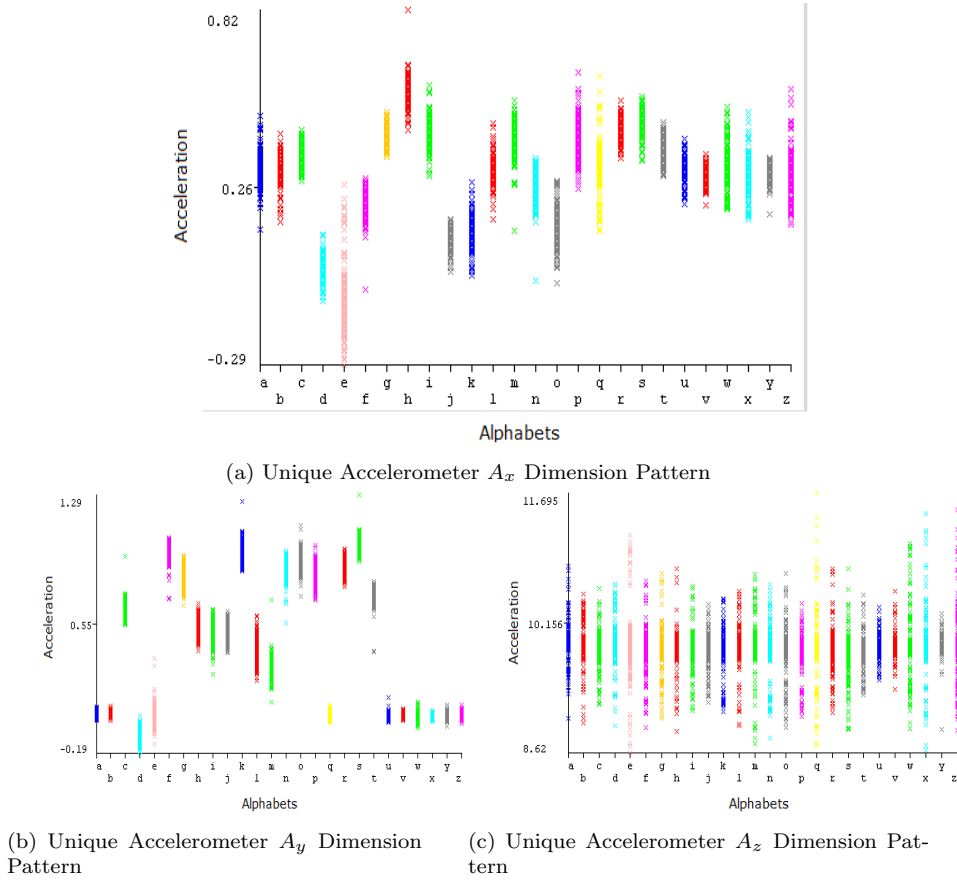 0.82
Acceleration
0.26
-0.29
a c e g i k m o q s u w y
b d f h j l n p r t v x z
Alphabets
(a) Unique Accelerometer Ax Dimension Pattern
1.29
Acceleration
0.55
-0.19
a c e g i k m o q s u w y
b d f h j l n p r t v x z
Alphabets
11.695
Acceleration
10.156
8.62
a c e g i k m o q s u w y
b d f h j l n p r t v x z
Alphabets
(b) Unique Accelerometer Ay Dimension
Pattern
(c) Unique Accelerometer Az Dimension Pat-
tern